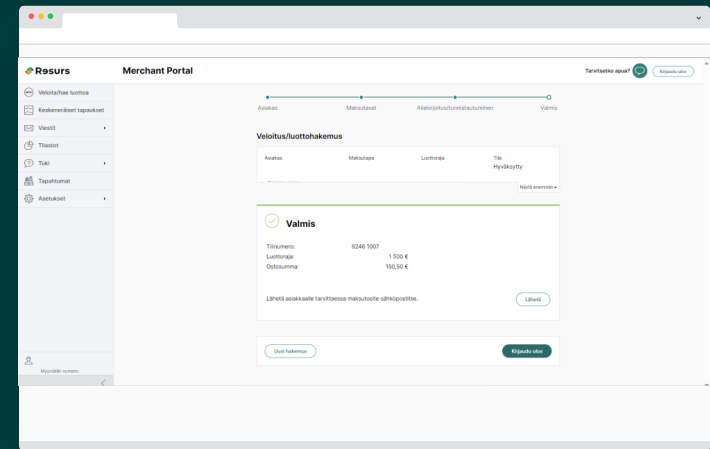 Resurs
Merchant Portal
Tarvitsetko apua?
Kirjaudu ulos
Veloita/hae luottoa
Keskeneräiset tapaukset
Viestit
Tilastot
Tuki
Tapahtumat
Asetukset
Asiakas
Maksutavat
Allekirjoitus/tunnistautuminen
Valmis
Veloitus/luottohakemus
Asiakas
Maksutapa
Luottoraja
Tila
Hyväksytty
Näytä enemmän
Valmis
Tilinumero: 9246 1007
Luottoraja: 1 500 €
Ostosumma: 150,50 €
Lähetä asiakkaalle tarvittaessa maksutosite sähköpostitse.
Lähetä
Uusi hakemus
Kirjaudu ulos
Myymälän numero